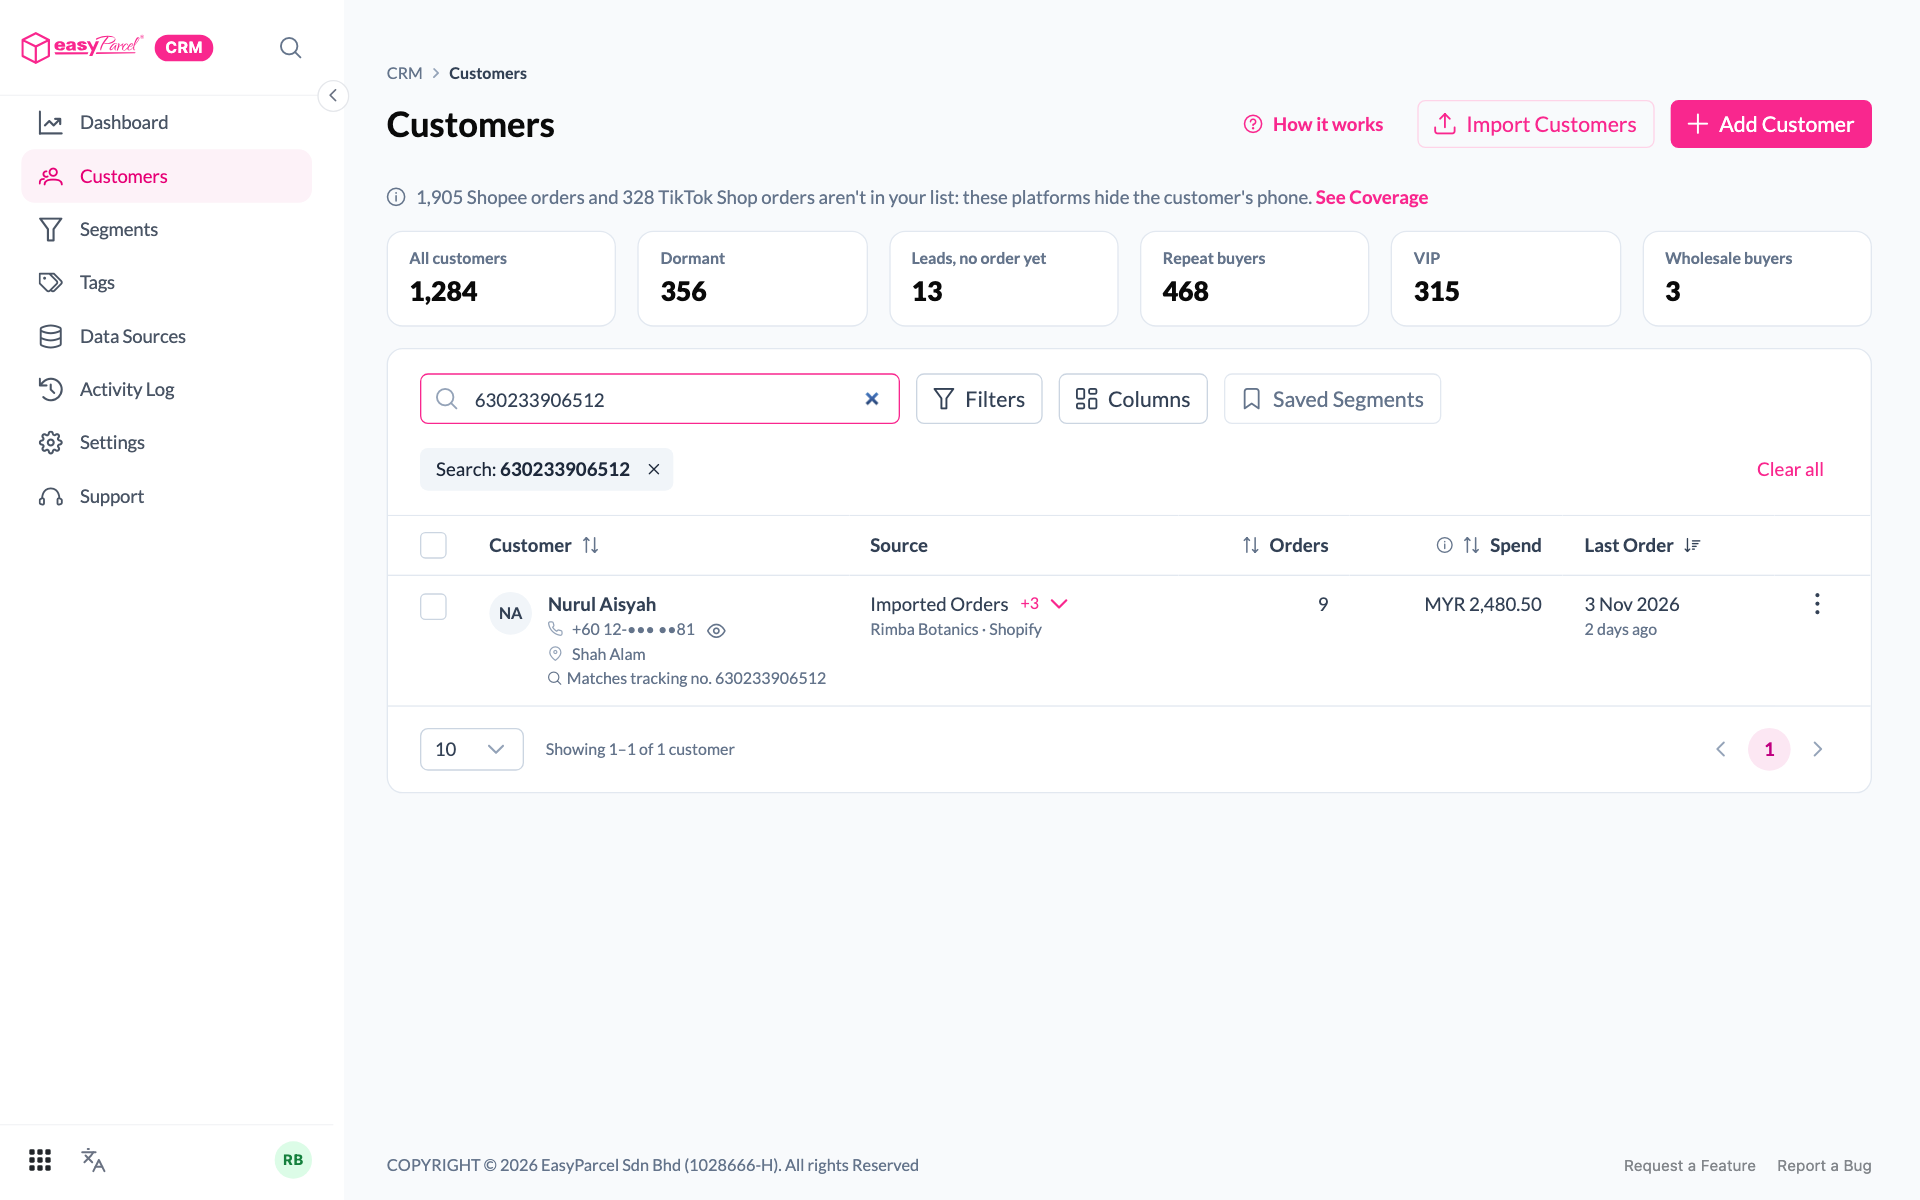 easyParcel CRM
Dashboard
Customers
Segments
Tags
Data Sources
Activity Log
Settings
Support
RB
CRM > Customers
Customers
How it works
Import Customers
Add Customer
1,905 Shopee orders and 328 TikTok Shop orders aren't in your list: these platforms hide the customer's phone. See Coverage
All customers
1,284
Dormant
356
Leads, no order yet
13
Repeat buyers
468
VIP
315
Wholesale buyers
3
630233906512
Filters
Columns
Saved Segments
Search: 630233906512
Clear all
Customer Source Orders Spend Last Order
NA
Nurul Aisyah
+60 12-••• ••81
Shah Alam
Matches tracking no. 630233906512
Imported Orders +3
Rimba Botanics · Shopify
9
MYR 2,480.50
3 Nov 2026
2 days ago
10
Showing 1–1 of 1 customer
1
COPYRIGHT © 2026 EasyParcel Sdn Bhd (1028666-H). All rights Reserved
Request a Feature
Report a Bug